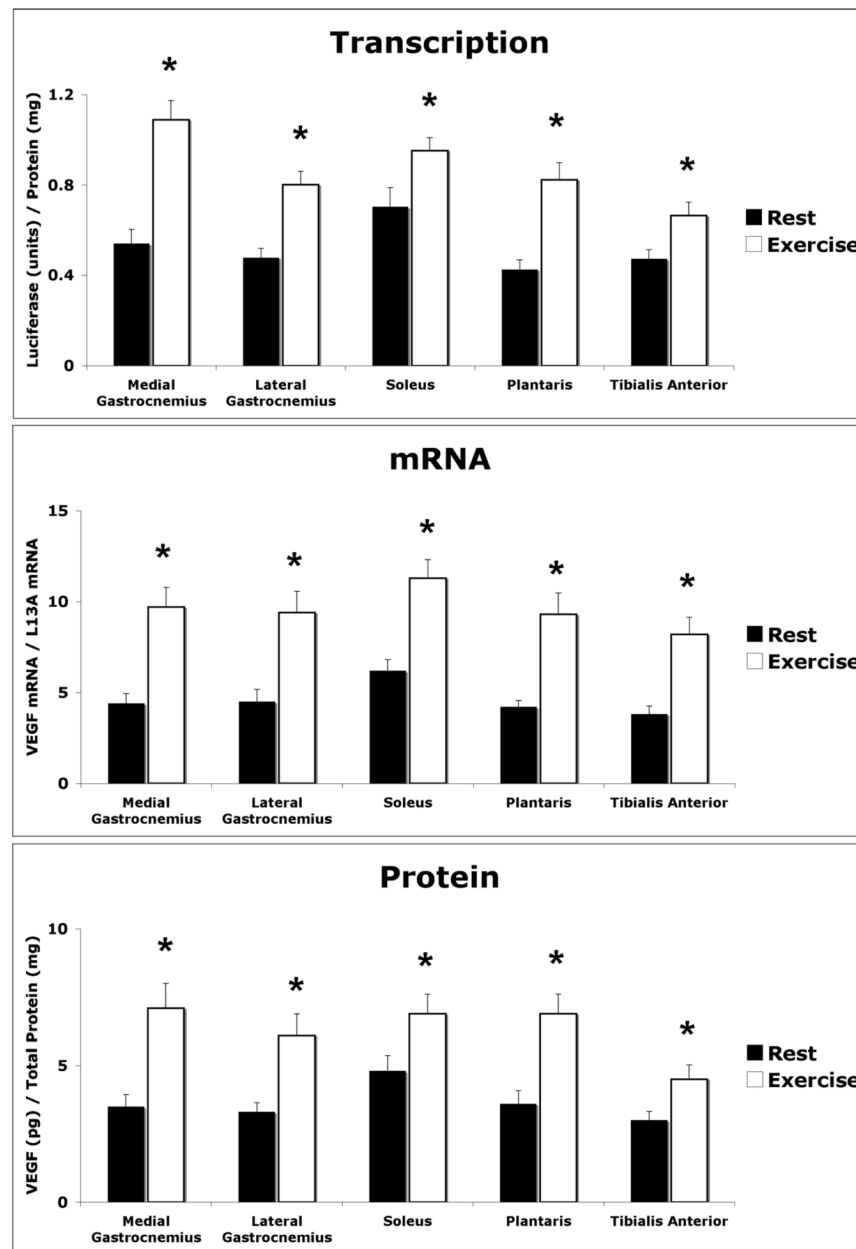 Transcription
Luciferase (units) / Protein (mg)
1.2
0.8
0.4
0
* * * * *
Medial Gastrocnemius
Lateral Gastrocnemius
Soleus
Plantaris
Tibialis Anterior
Rest
Exercise
mRNA
VEGF mRNA / L13A mRNA
15
10
5
0
* * * * *
Medial Gastrocnemius
Lateral Gastrocnemius
Soleus
Plantaris
Tibialis Anterior
Rest
Exercise
Protein
VEGF (pg) / Total Protein (mg)
10
5
0
* * * * *
Medial Gastrocnemius
Lateral Gastrocnemius
Soleus
Plantaris
Tibialis Anterior
Rest
Exercise